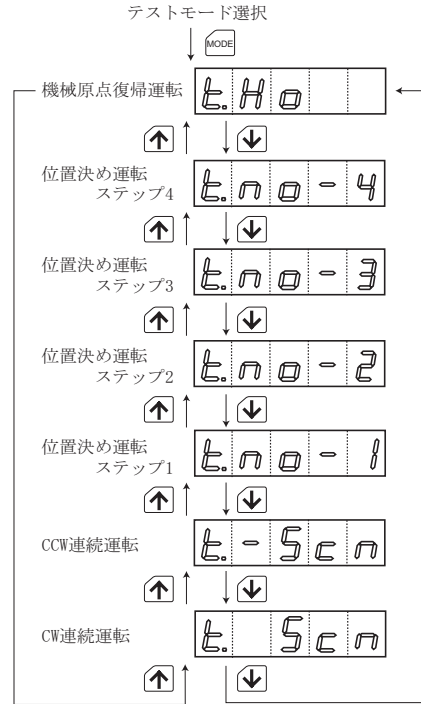 テストモード選択
MODE
機械原点復帰運転 t.Ho
位置決め運転
ステップ4 t.no-4
位置決め運転
ステップ3 t.no-3
位置決め運転
ステップ2 t.no-2
位置決め運転
ステップ1 t.no-1
CCW連続運転 t.-Scn
CW連続運転 t. Scn